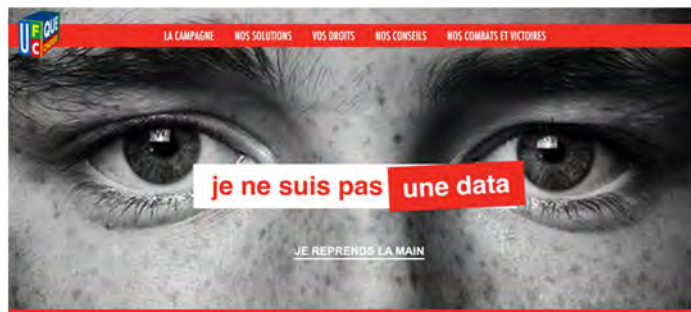 UFC QUE CHOISIR
LA CAMPAGNE NOS SOLUTIONS VOS DROITS NOS CONSEILS NOS COMBATS ET VICTOIRES
je ne suis pas une data
JE REPRENDS LA MAIN